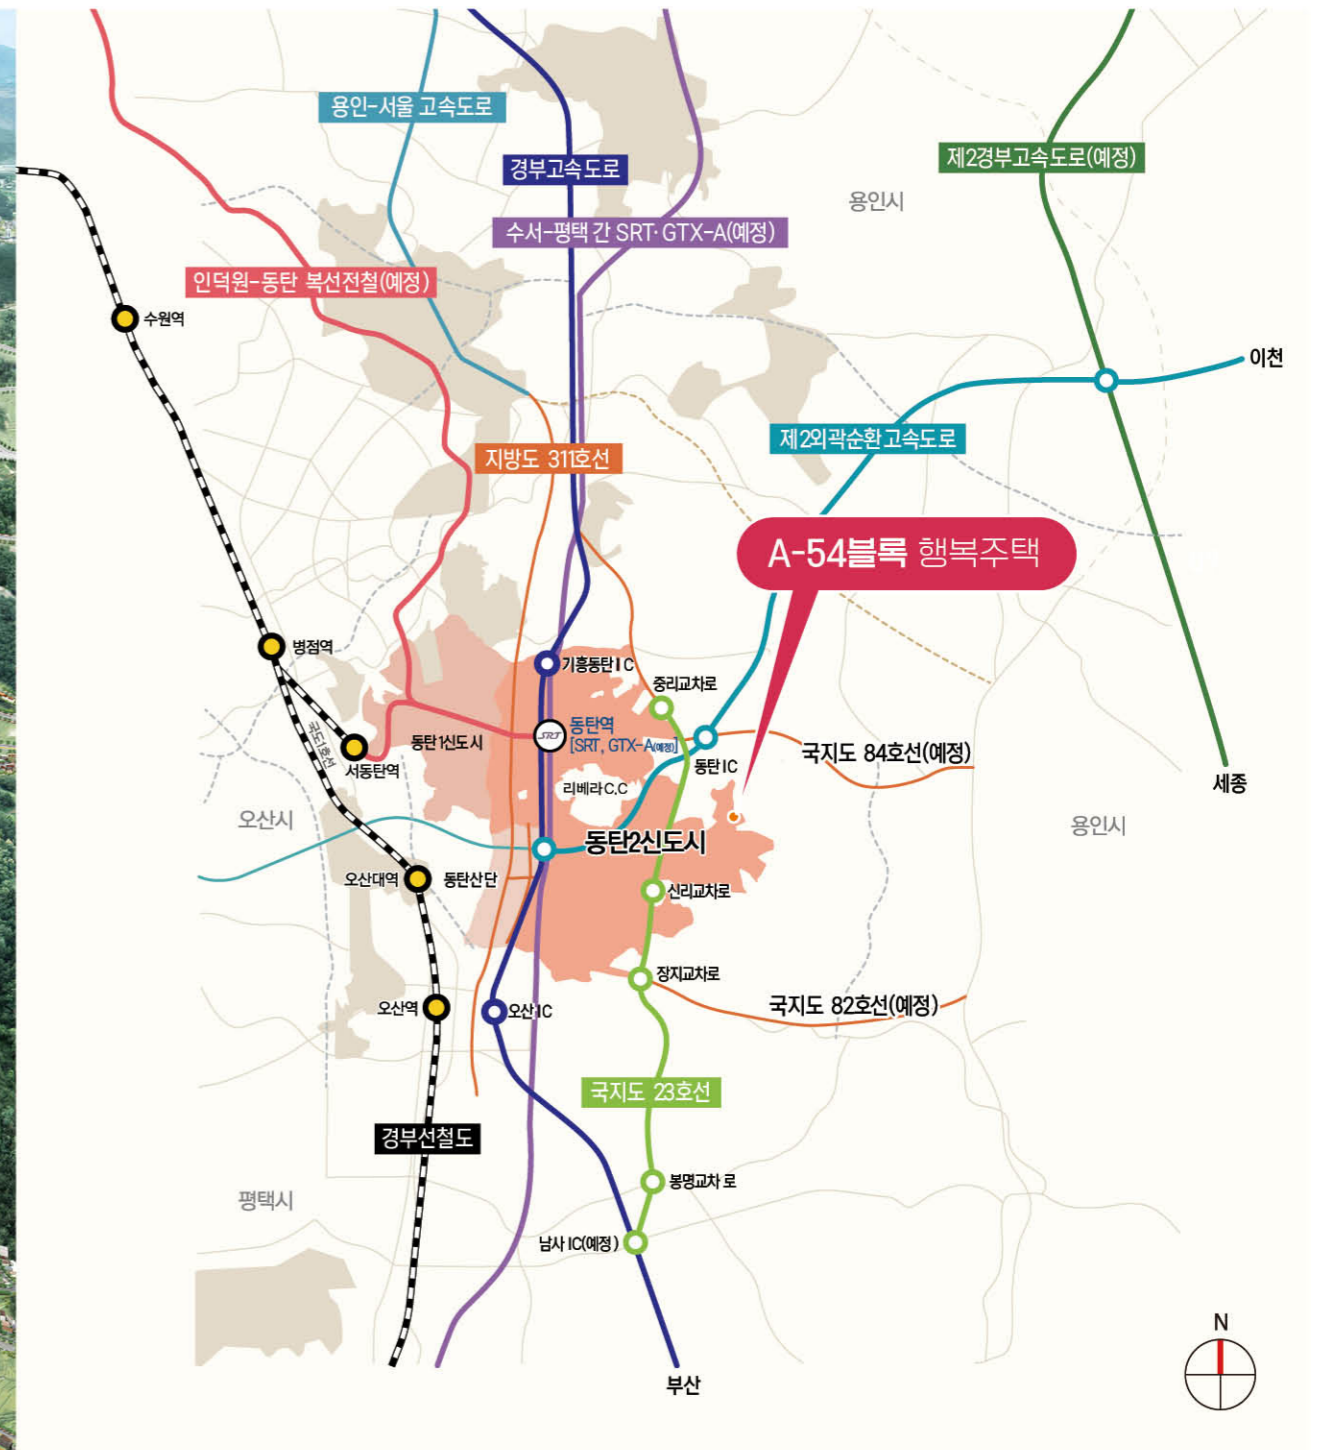 용인-서울 고속도로
경부고속도로
제2경부고속도로(예정)
용인시
수서-평택 간 SRT·GTX-A(예정)
인덕원-동탄 복선전철(예정)
수원역
이천
제2외곽순환고속도로
지방도 311호선
A-54블록 행복주택
병점역
기흥동탄 IC
중리교차로
국도1호선
동탄역
[SRT, GTX-A(예정)]
SRT
동탄1신도시
서동탄역
동탄 IC
국지도 84호선(예정)
세종
리베라 C.C
오산시
용인시
동탄2신도시
오산대역
동탄산단
신리교차로
장지교차로
오산역
오산 IC
국지도 82호선(예정)
국지도 23호선
경부선철도
봉명교차로
평택시
남사 IC(예정)
부산
N